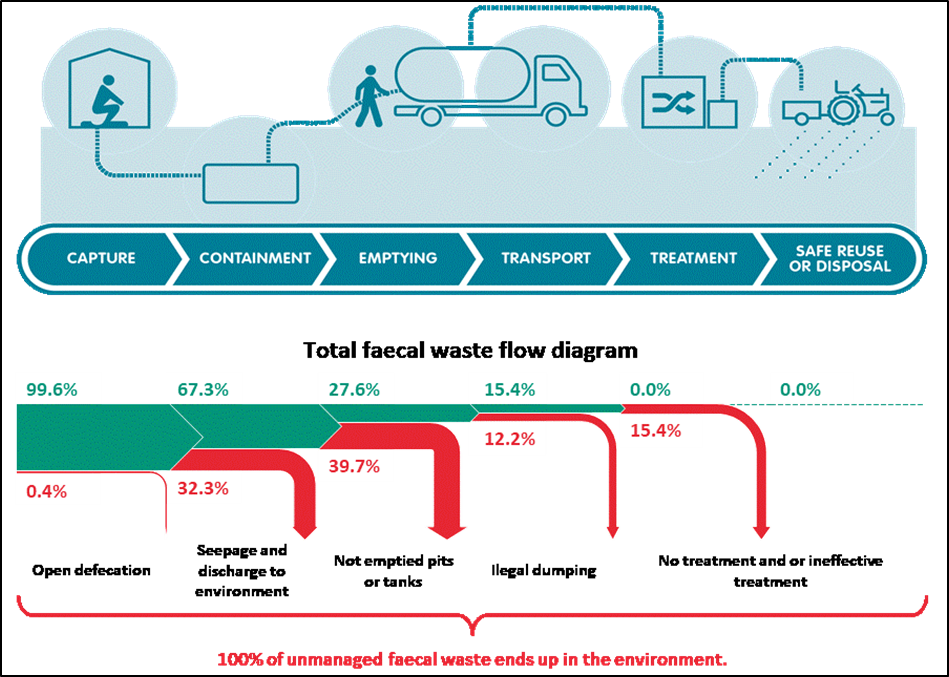 CAPTURE
CONTAINMENT
EMPTYING
TRANSPORT
TREATMENT
SAFE REUSE
OR DISPOSAL
Total faecal waste flow diagram
99.6%
67.3%
27.6%
15.4%
0.0%
0.0%
0.4%
32.3%
39.7%
12.2%
15.4%
Open defecation
Seepage and
discharge to
environment
Not emptied pits
or tanks
Ilegal dumping
No treatment and or ineffective
treatment
100% of unmanaged faecal waste ends up in the environment.